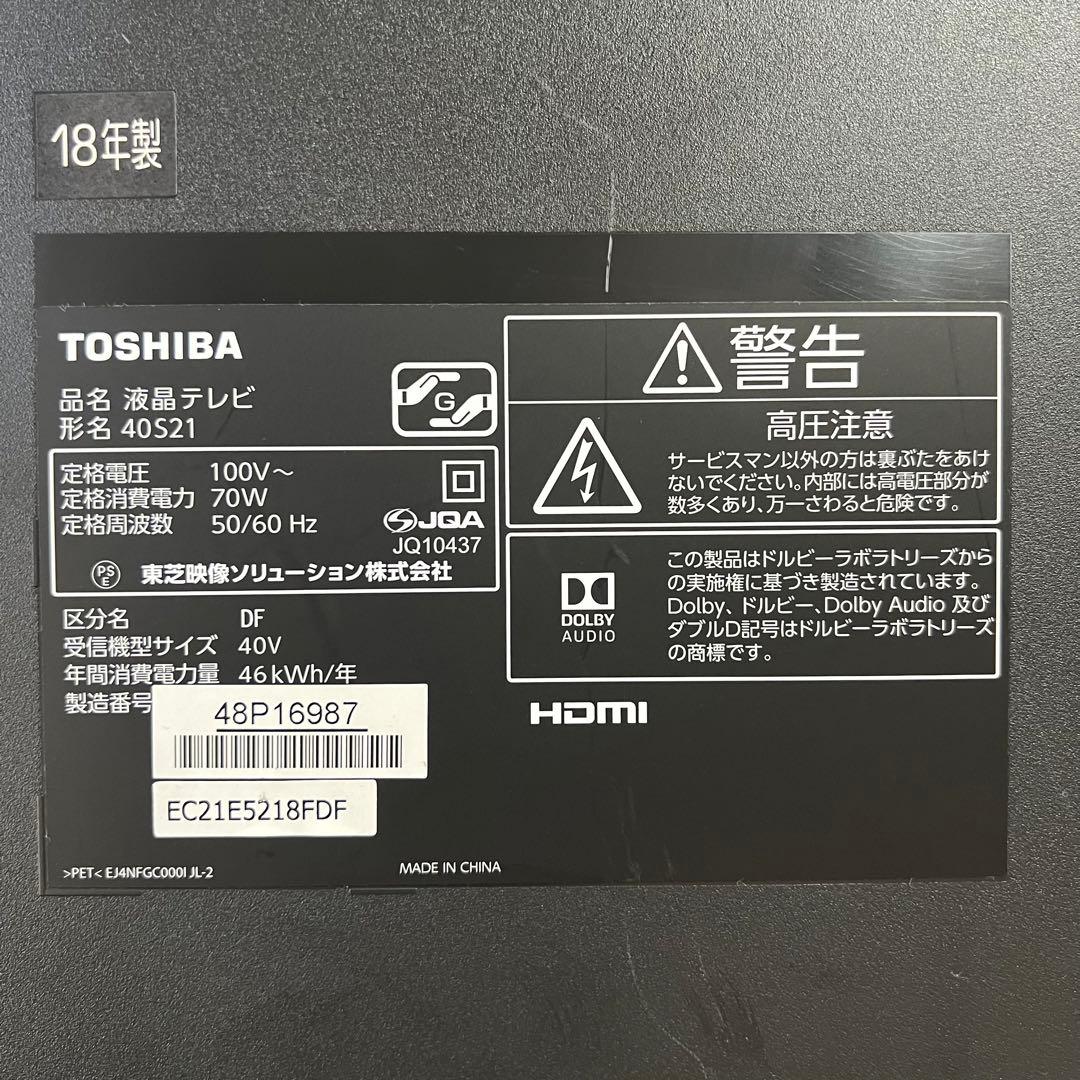 18年製
TOSHIBA
品名 液晶テレビ
形名 40S21
G
定格電圧 100V～
定格消費電力 70W
定格周波数 50/60 Hz
JQA
JQ10437
PS
E
東芝映像ソリューション株式会社
区分名 DF
受信機型サイズ 40V
年間消費電力量 46kWh/年
製造番号
48P16987
EC21E5218FDF
>PET< EJ4NFGC000I JL-2
MADE IN CHINA
警告
高圧注意
サービスマン以外の方は裏ぶたをあけ
ないでください。内部には高電圧部分が
数多くあり、万一さわると危険です。
DOLBY
AUDIO
この製品はドルビーラボラトリーズから
の実施権に基づき製造されています。
Dolby、ドルビー、Dolby Audio 及び
ダブルD記号はドルビーラボラトリーズ
の商標です。
HDMI